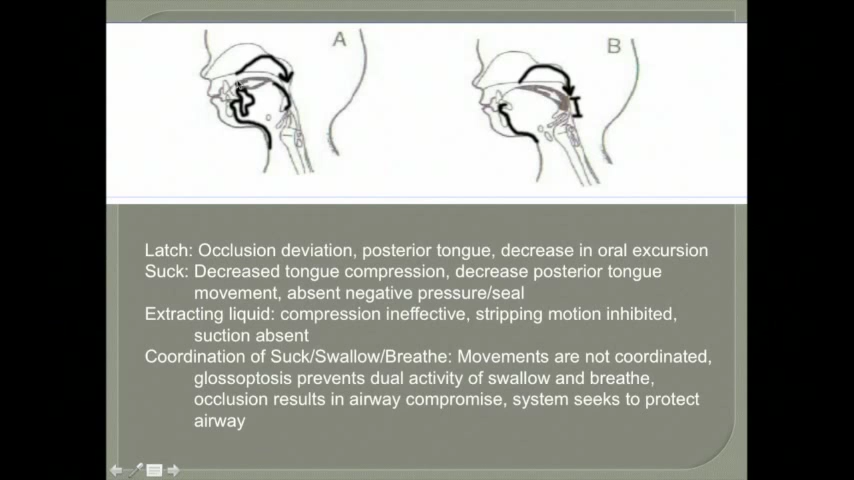 A
B
Latch: Occlusion deviation, posterior tongue, decrease in oral excursion
Suck: Decreased tongue compression, decrease posterior tongue
movement, absent negative pressure/seal
Extracting liquid: compression ineffective, stripping motion inhibited,
suction absent
Coordination of Suck/Swallow/Breathe: Movements are not coordinated,
glossoptosis prevents dual activity of swallow and breathe,
occlusion results in airway compromise, system seeks to protect
airway